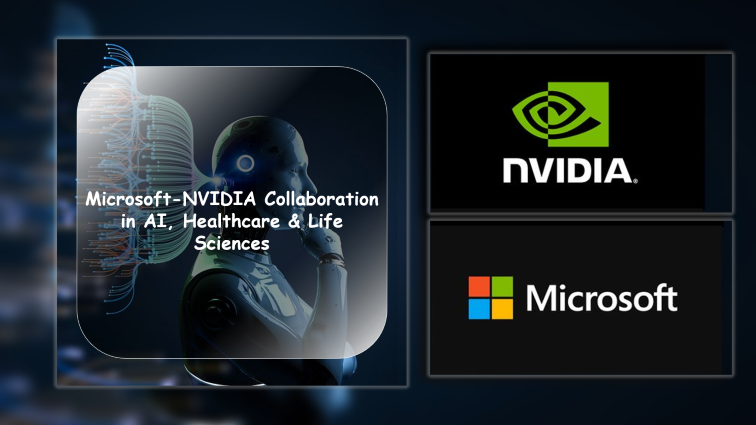 Microsoft-NVIDIA Collaboration
in AI, Healthcare & Life
Sciences
NVIDIA.
Microsoft